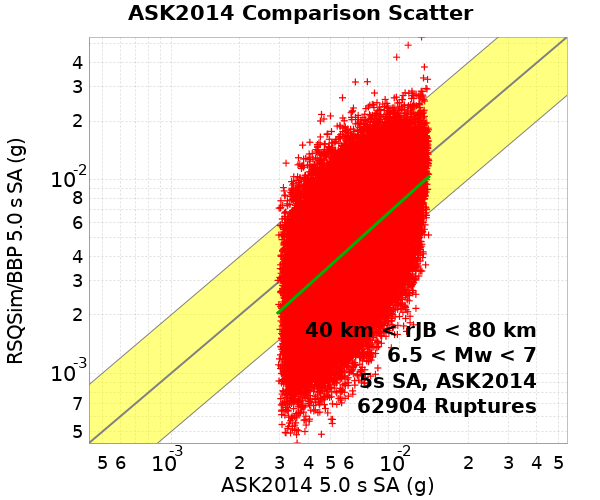 ASK2014 Comparison Scatter
4
3
2
10-2
8
6
4
3
2
10-3
7
5
RSQSim/BBP 5.0 s SA (g)
40 km < rJB < 80 km
6.5 < Mw < 7
5s SA, ASK2014
62904 Ruptures
5 6 10-3 2 3 4 5 6 10-2 2 3 4 5
ASK2014 5.0 s SA (g)